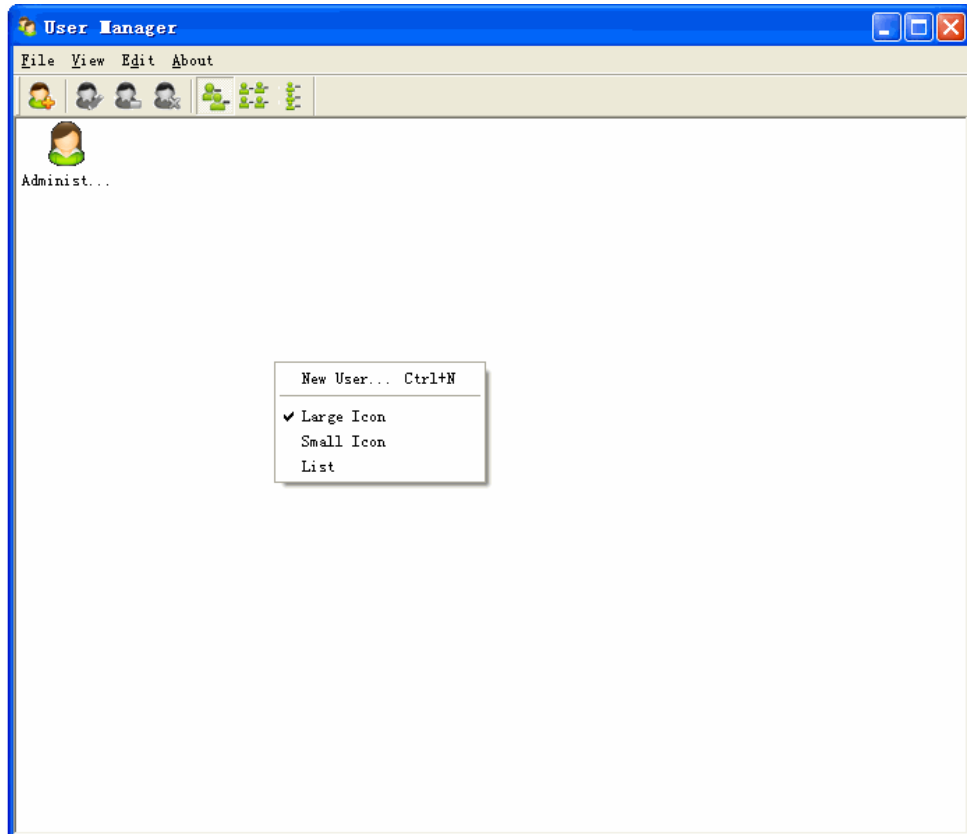 User Manager
File View Edit About
Administ...
New User... Ctrl+N
Large Icon
Small Icon
List